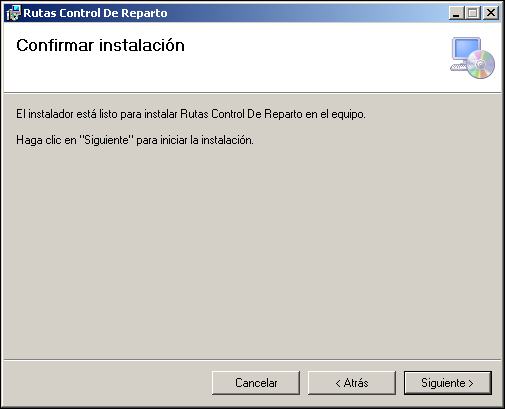 Rutas Control De Reparto
Confirmar instalación
El instalador está listo para instalar Rutas Control De Reparto en el equipo.
Haga clic en "Siguiente" para iniciar la instalación.
Cancelar
< Atrás
Siguiente >